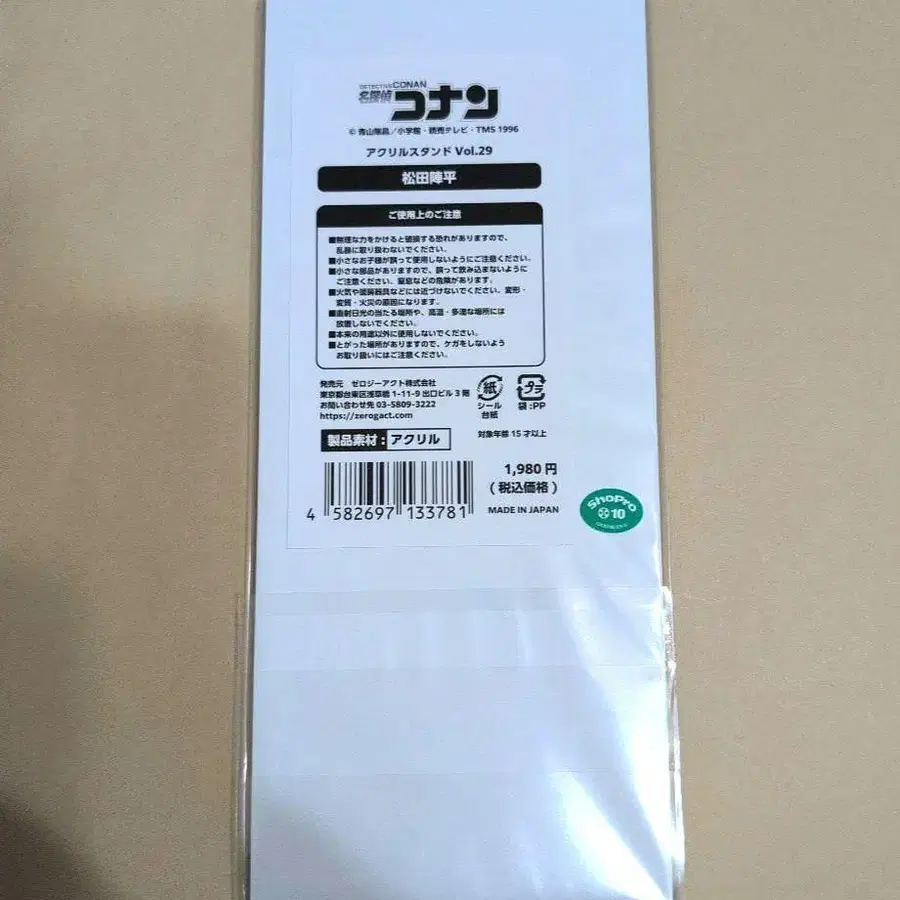 DETECTIVE CONAN
名探偵コナン
© 青山剛昌／小学館・読売テレビ・TMS 1996
アクリルスタンド Vol.29
松田陣平
ご使用上のご注意
■無理な力をかけると破損する恐れがありますので、
乱暴に取り扱わないでください。
■小さなお子様が誤って使用しないようにご注意ください。
■小さな部品がありますので、誤って飲み込まないように
ご注意ください。窒息などの危険があります。
■火気や暖房器具などには近づけないでください。変形・
変質・火災の原因になります。
■直射日光の当たる場所や、高温・多湿な場所には
放置しないでください。
■本来の用途以外に使用しないでください。
■とがった場所がありますので、ケガをしないよう
お取り扱いにはご注意ください。
発売元 ゼロジーアクト株式会社
東京都台東区浅草橋 1-11-9 出口ビル 3 階
お問い合わせ先 03-5809-3222
https://zerogact.com
紙
シール
台紙
プラ
袋:PP
製品素材：アクリル
対象年齢 15 才以上
1,980 円
(税込価格)
4 582697 133781
MADE IN JAPAN
ShoPro
10